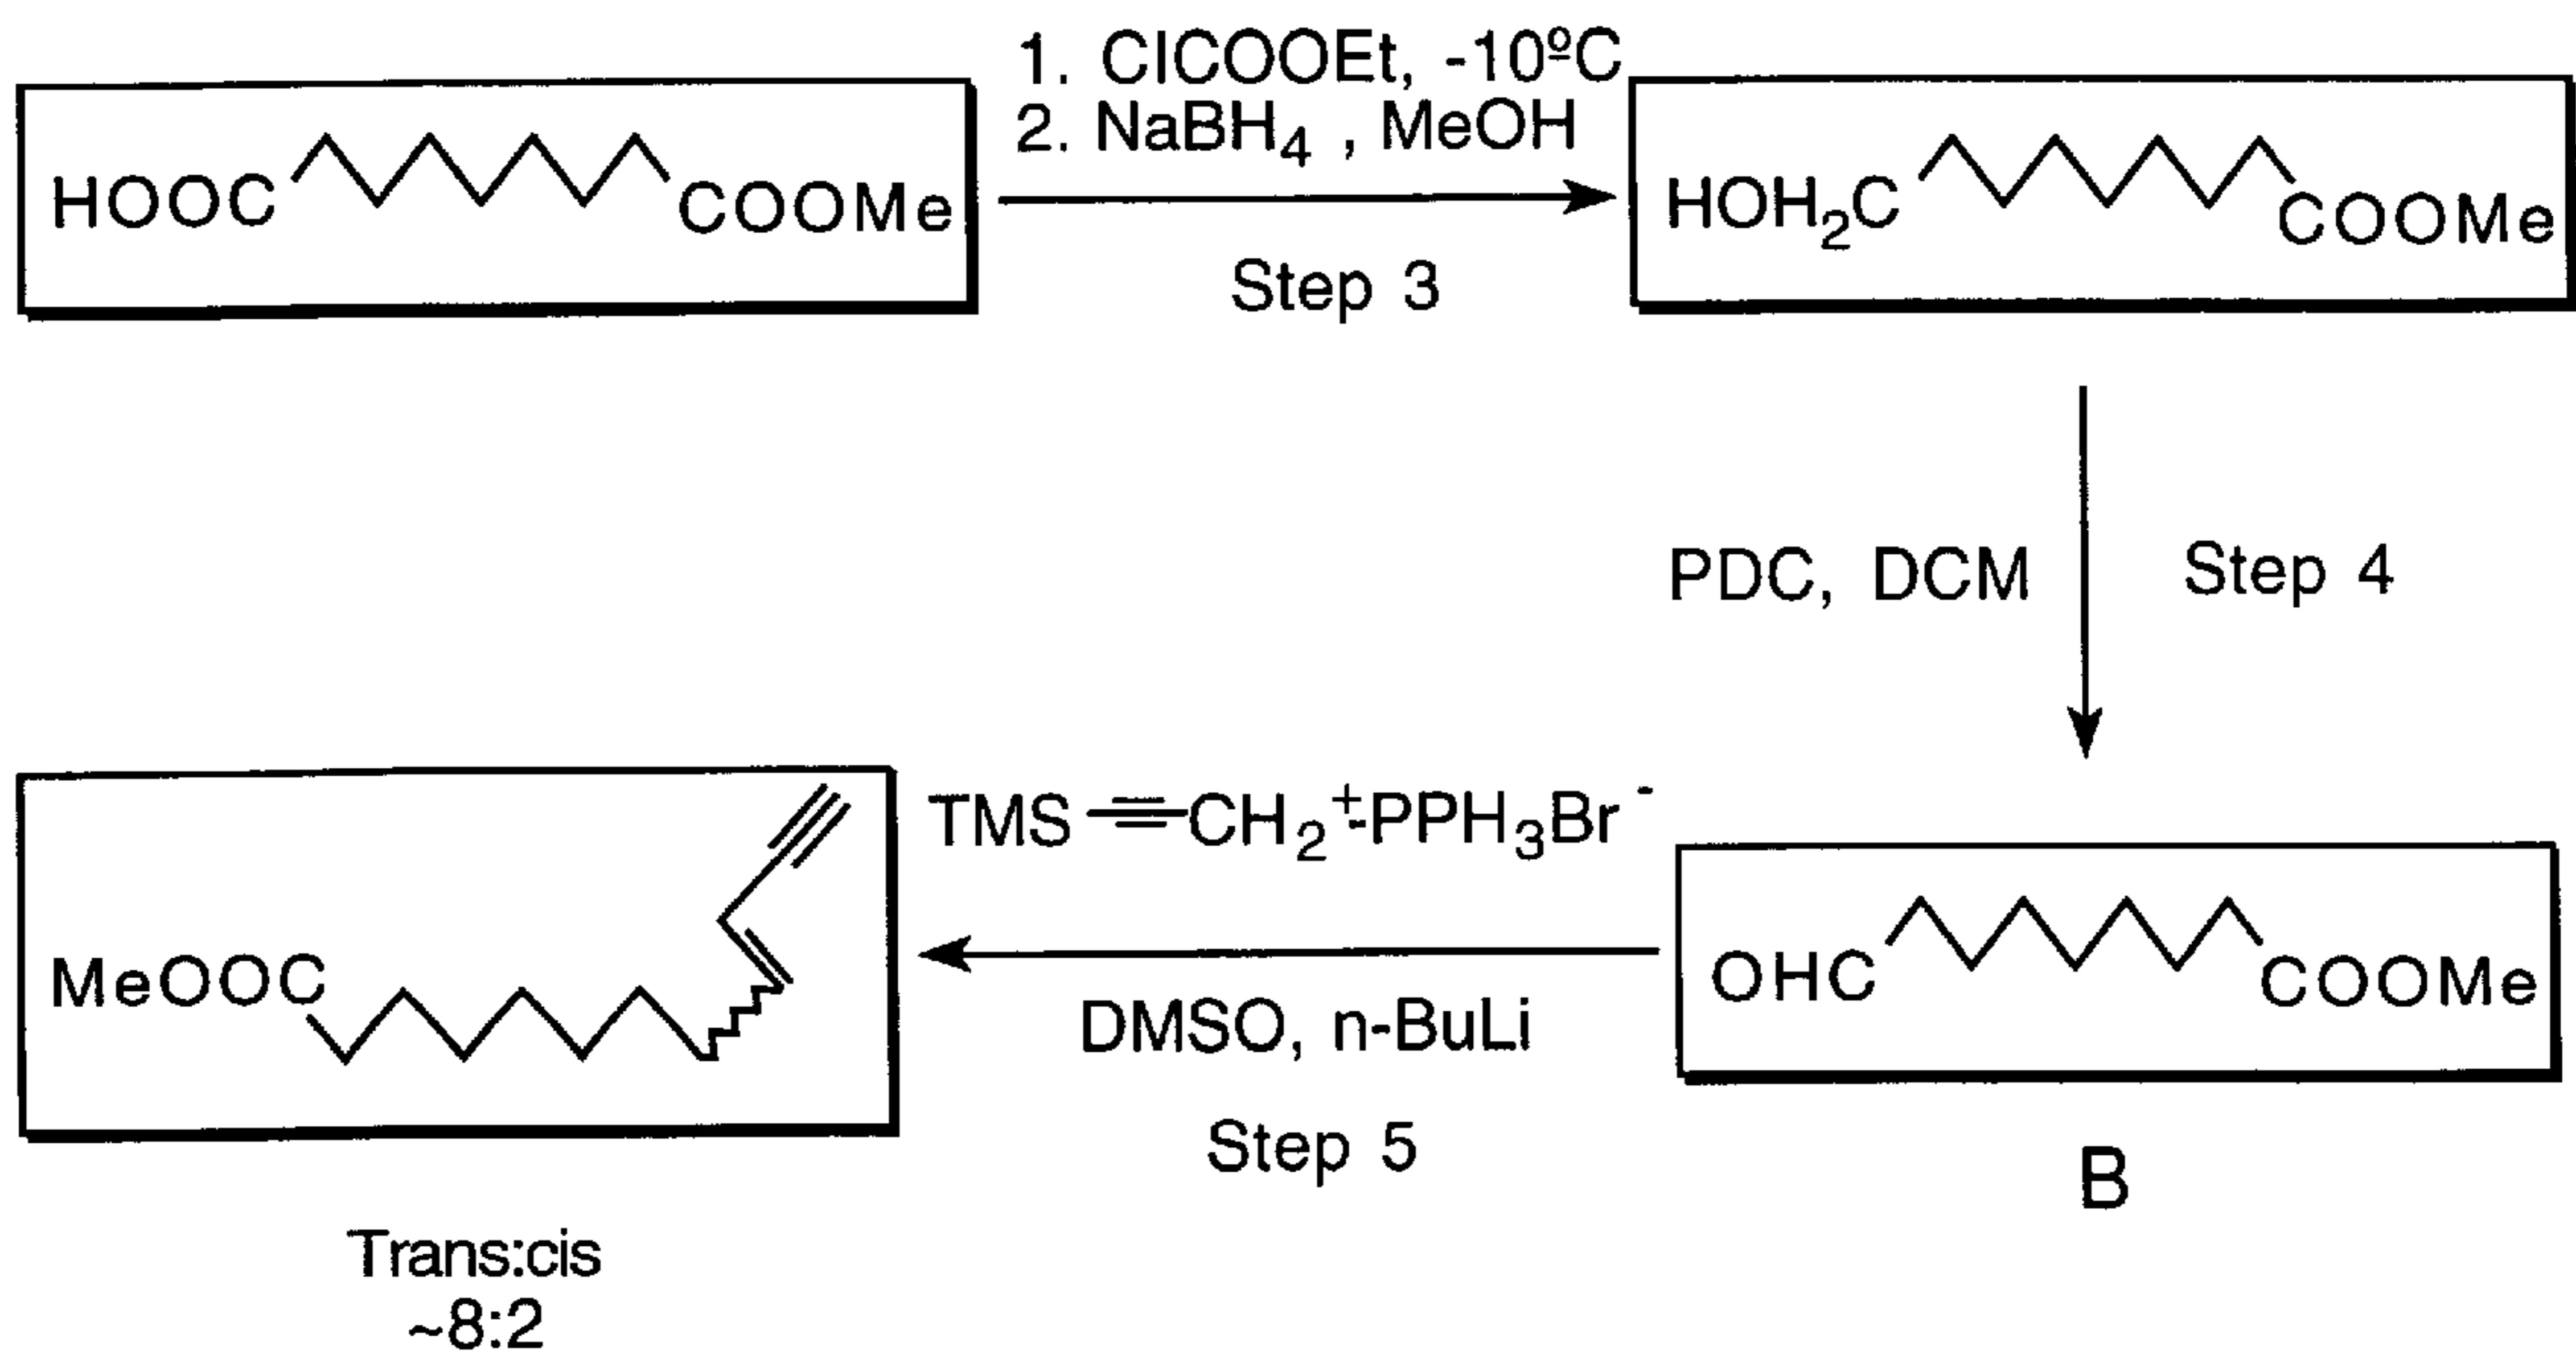 1. ClCOOEt, -10ºC
2. NaBH4 , MeOH
HOOC COOMe
HOH2C COOMe
Step 3
PDC, DCM
Step 4
TMS CH2+-PPH3Br-
MeOOC
OHC COOMe
DMSO, n-BuLi
Step 5
B
Trans:cis
~8:2